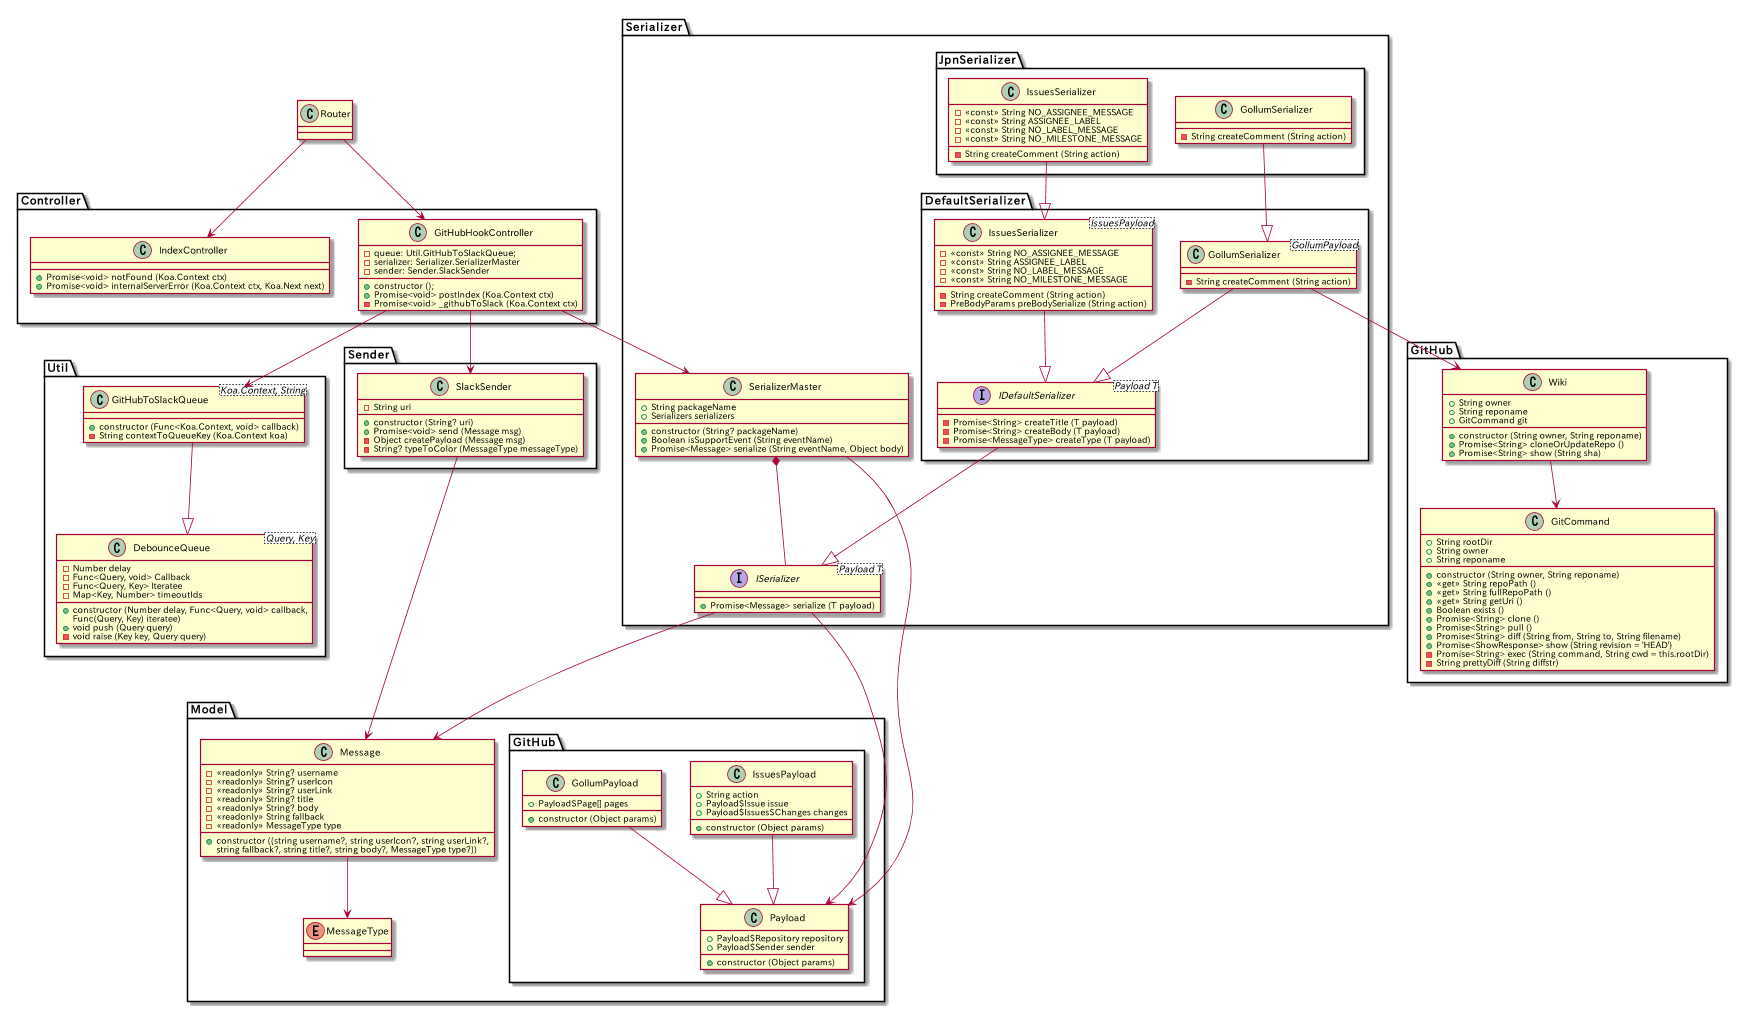 Serializer
JpnSerializer
C IssuesSerializer
«const» String NO_ASSIGNEE_MESSAGE
«const» String ASSIGNEE_LABEL
«const» String NO_LABEL_MESSAGE
«const» String NO_MILESTONE_MESSAGE
String createComment (String action)
C GollumSerializer
String createComment (String action)
C Router
Controller
C IndexController
Promise<void> notFound (Koa.Context ctx)
Promise<void> internalServerError (Koa.Context ctx, Koa.Next next)
C GitHubHookController
queue: Util.GitHubToSlackQueue;
serializer: Serializer.SerializerMaster
sender: Sender.SlackSender
constructor ();
Promise<void> postIndex (Koa.Context ctx)
Promise<void> _githubToSlack (Koa.Context ctx)
DefaultSerializer
C IssuesSerializer
IssuesPayload
«const» String NO_ASSIGNEE_MESSAGE
«const» String ASSIGNEE_LABEL
«const» String NO_LABEL_MESSAGE
«const» String NO_MILESTONE_MESSAGE
String createComment (String action)
PreBodyParams preBodySerialize (String action)
C GollumSerializer
GollumPayload
String createComment (String action)
I IDefaultSerializer
Payload T
Promise<String> createTitle (T payload)
Promise<String> createBody (T payload)
Promise<MessageType> createType (T payload)
Util
C GitHubToSlackQueue
Koa.Context, String
constructor (Func<Koa.Context, void> callback)
String contextToQueueKey (Koa.Context koa)
C DebounceQueue
Query, Key
Number delay
Func<Query, void> Callback
Func<Query, Key> Iteratee
Map<Key, Number> timeoutIds
constructor (Number delay, Func<Query, void> callback,
Func(Query, Key) iteratee)
void push (Query query)
void raise (Key key, Query query)
Sender
C SlackSender
String uri
constructor (String? uri)
Promise<void> send (Message msg)
Object createPayload (Message msg)
String? typeToColor (MessageType messageType)
C SerializerMaster
String packageName
Serializers serializers
constructor (String? packageName)
Boolean isSupportEvent (String eventName)
Promise<Message> serialize (String eventName, Object body)
I ISerializer
Payload T
Promise<Message> serialize (T payload)
GitHub
C Wiki
String owner
String reponame
GitCommand git
constructor (String owner, String reponame)
Promise<String> cloneOrUpdateRepo ()
Promise<String> show (String sha)
C GitCommand
String rootDir
String owner
String reponame
constructor (String owner, String reponame)
«get» String repoPath ()
«get» String fullRepoPath ()
«get» String getUri ()
Boolean exists ()
Promise<String> clone ()
Promise<String> pull ()
Promise<String> diff (String from, String to, String filename)
Promise<ShowResponse> show (String revision = 'HEAD')
Promise<String> exec (String command, String cwd = this.rootDir)
String prettyDiff (String diffstr)
Model
C Message
«readonly» String? username
«readonly» String? userIcon
«readonly» String? userLink
«readonly» String? title
«readonly» String? body
«readonly» String fallback
«readonly» MessageType type
constructor ({string username?, string userIcon?, string userLink?,
string fallback?, string title?, string body?, MessageType type?})
E MessageType
GitHub
C GollumPayload
Payload$Page[] pages
constructor (Object params)
C IssuesPayload
String action
Payload$Issue issue
Payload$Issues$Changes changes
constructor (Object params)
C Payload
Payload$Repository repository
Payload$Sender sender
constructor (Object params)